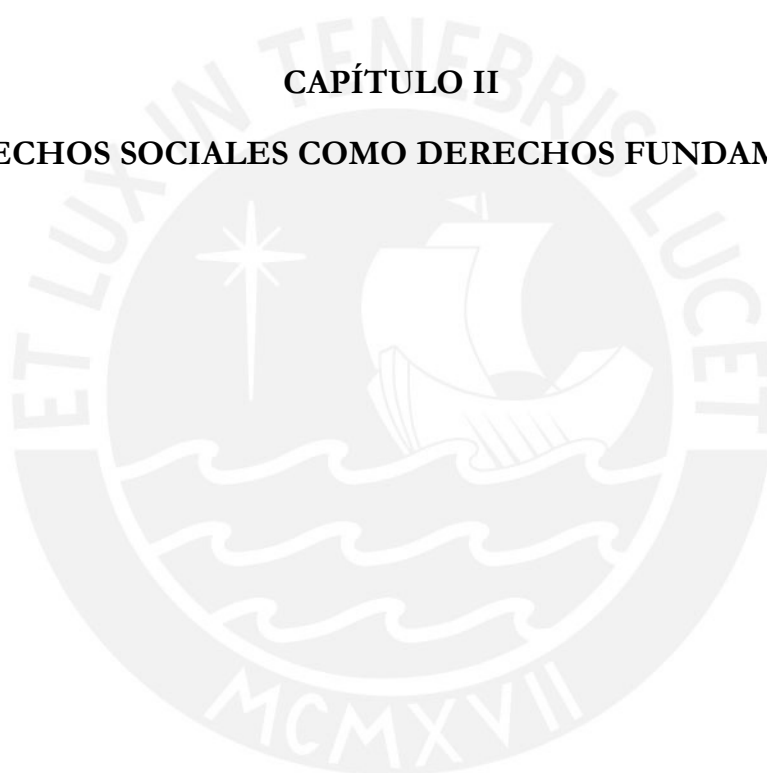 CAPÍTULO II
ECHOS SOCIALES COMO DERECHOS FUNDAM
ET LUX IN TENEBRIS LUCET
MCMXVII